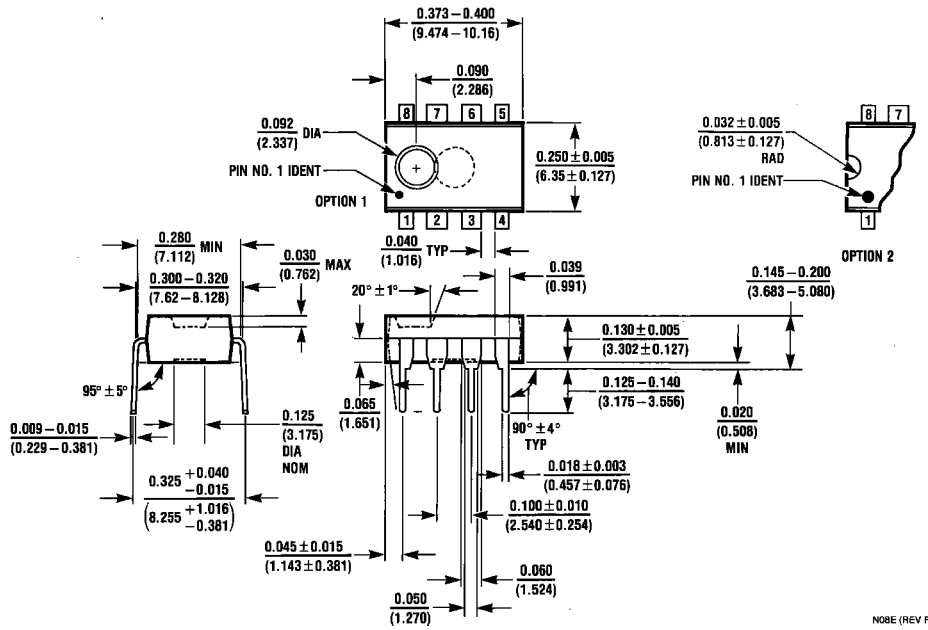 0.373 – 0.400
(9.474 – 10.16)
0.090
(2.286)
8 7 6 5
0.092 DIA
(2.337)
PIN NO. 1 IDENT
OPTION 1
0.250 ± 0.005
(6.35 ± 0.127)
1 2 3 4
8 7
0.032 ± 0.005
(0.813 ± 0.127)
RAD
PIN NO. 1 IDENT
1
OPTION 2
0.280 MIN
(7.112)
0.030 MAX
(0.762)
0.300 – 0.320
(7.62 – 8.128)
0.040 TYP
(1.016)
0.039
(0.991)
0.145 – 0.200
(3.683 – 5.080)
20° ± 1°
0.130 ± 0.005
(3.302 ± 0.127)
95° ± 5°
0.065
(1.651)
0.125 – 0.140
(3.175 – 3.556)
0.020
(0.508)
MIN
90° ± 4°
TYP
0.009 – 0.015
(0.229 – 0.381)
0.125
(3.175)
DIA
NOM
0.018 ± 0.003
(0.457 ± 0.076)
0.325 +0.040
−0.015
(8.255 +1.016
−0.381)
0.100 ± 0.010
(2.540 ± 0.254)
0.045 ± 0.015
(1.143 ± 0.381)
0.060
(1.524)
0.050
(1.270)
N08E (REV F